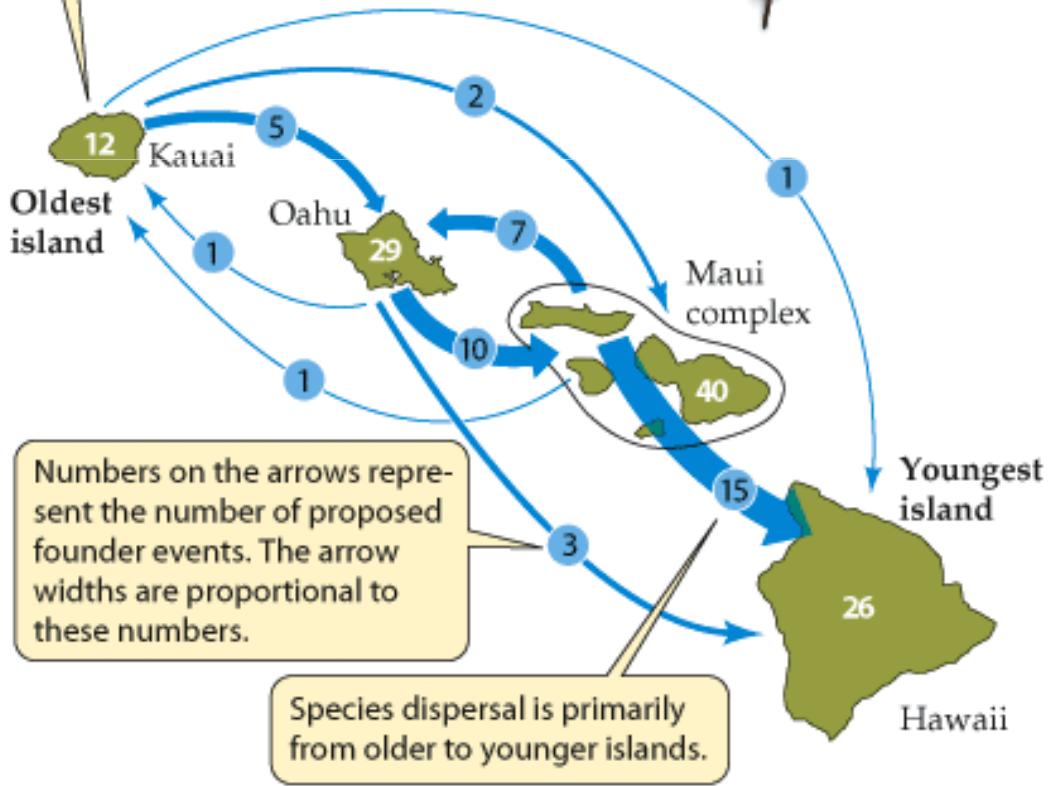 2
5
12
Kauai
1
Oldest
island
Oahu
29
7
1
Maui
complex
10
40
1
Numbers on the arrows repre-
sent the number of proposed
founder events. The arrow
widths are proportional to
these numbers.
15
Youngest
island
3
26
Species dispersal is primarily
from older to younger islands.
Hawaii